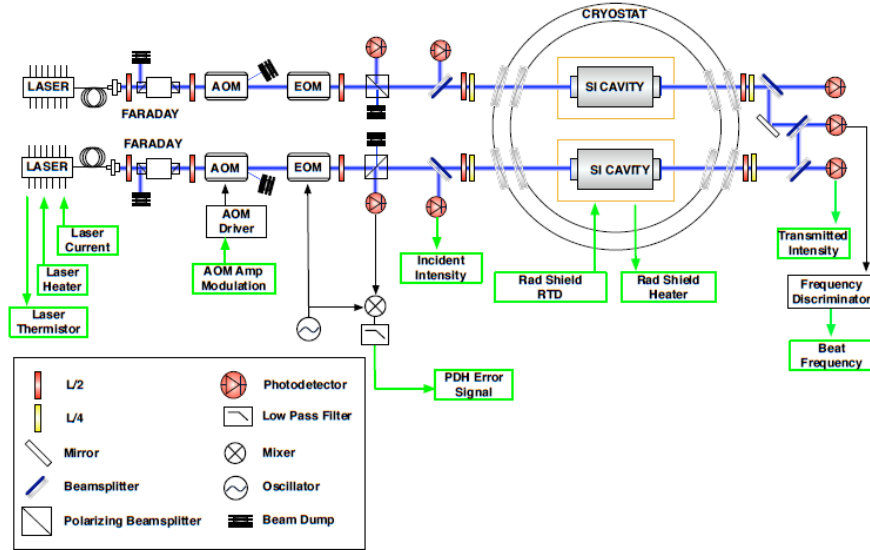 CRYOSTAT
LASER
FARADAY
AOM
EOM
SI CAVITY
FARADAY
LASER
AOM
EOM
SI CAVITY
Laser
Current
Laser
Heater
Laser
Thermistor
AOM
Driver
AOM Amp
Modulation
Incident
Intensity
Rad Shield
RTD
Rad Shield
Heater
Transmitted
Intensity
Frequency
Discriminator
Beat
Frequency
PDH Error
Signal
L/2
L/4
Mirror
Beamsplitter
Polarizing Beamsplitter
Photodetector
Low Pass Filter
Mixer
Oscillator
Beam Dump